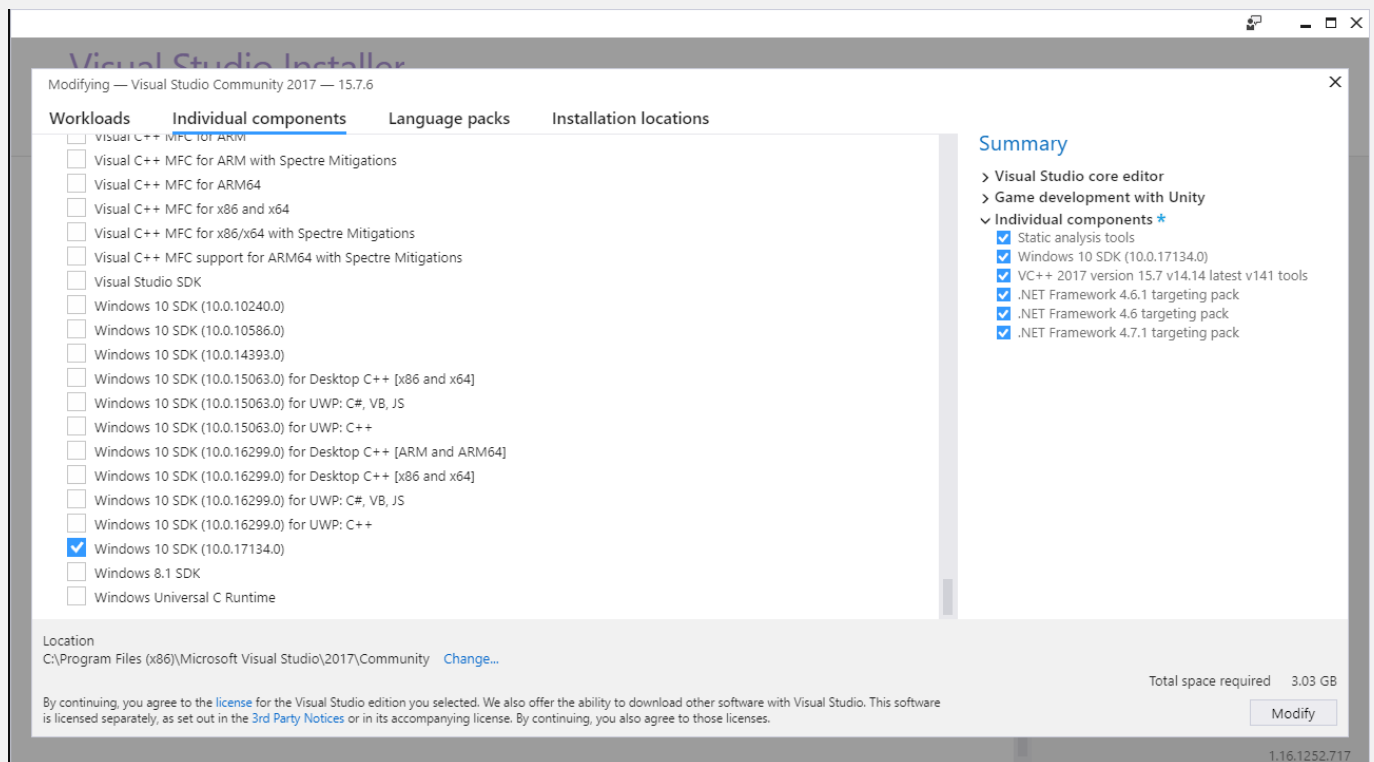 Visual Studio Installer
Modifying — Visual Studio Community 2017 — 15.7.6
Workloads Individual components Language packs Installation locations
Visual C++ MFC for ARM
Visual C++ MFC for ARM with Spectre Mitigations
Visual C++ MFC for ARM64
Visual C++ MFC for x86 and x64
Visual C++ MFC for x86/x64 with Spectre Mitigations
Visual C++ MFC support for ARM64 with Spectre Mitigations
Visual Studio SDK
Windows 10 SDK (10.0.10240.0)
Windows 10 SDK (10.0.10586.0)
Windows 10 SDK (10.0.14393.0)
Windows 10 SDK (10.0.15063.0) for Desktop C++ [x86 and x64]
Windows 10 SDK (10.0.15063.0) for UWP: C#, VB, JS
Windows 10 SDK (10.0.15063.0) for UWP: C++
Windows 10 SDK (10.0.16299.0) for Desktop C++ [ARM and ARM64]
Windows 10 SDK (10.0.16299.0) for Desktop C++ [x86 and x64]
Windows 10 SDK (10.0.16299.0) for UWP: C#, VB, JS
Windows 10 SDK (10.0.16299.0) for UWP: C++
Windows 10 SDK (10.0.17134.0)
Windows 8.1 SDK
Windows Universal C Runtime
Summary
Visual Studio core editor
Game development with Unity
Individual components *
Static analysis tools
Windows 10 SDK (10.0.17134.0)
VC++ 2017 version 15.7 v14.14 latest v141 tools
.NET Framework 4.6.1 targeting pack
.NET Framework 4.6 targeting pack
.NET Framework 4.7.1 targeting pack
Location
C:\Program Files (x86)\Microsoft Visual Studio\2017\Community Change...
Total space required 3.03 GB
By continuing, you agree to the license for the Visual Studio edition you selected. We also offer the ability to download other software with Visual Studio. This software
is licensed separately, as set out in the 3rd Party Notices or in its accompanying license. By continuing, you also agree to those licenses.
Modify
1.16.1252.717